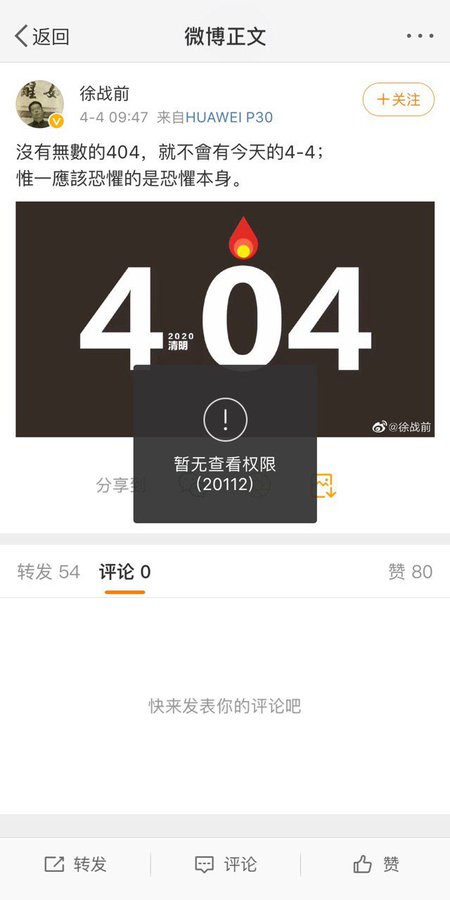 返回
微博正文
徐战前
4-4 09:47 来自HUAWEI P30
+关注
沒有無數的404，就不會有今天的4-4；
惟一應該恐懼的是恐懼本身。
404
2020
清明
@徐战前
暂无查看权限
(20112)
分享到
转发 54
评论 0
赞 80
快来发表你的评论吧
转发
评论
赞